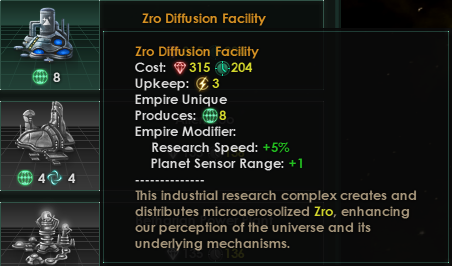 Zro Diffusion Facility
8
4 4
Zro Diffusion Facility
Cost: 315 204
Upkeep: 3
Empire Unique
Produces: 8
Empire Modifier:
Research Speed: +5%
Planet Sensor Range: +1
--------------
This industrial research complex creates and
distributes microaerosolized Zro, enhancing
our perception of the universe and its
underlying mechanisms.
135 136